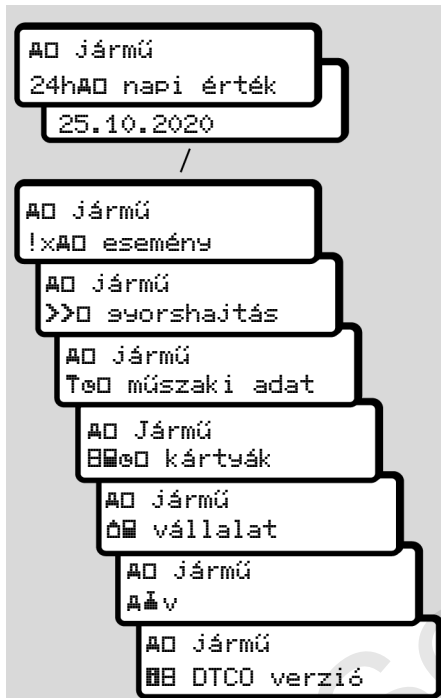 jármű
24h napi érték
25.10.2020
/
jármű
!x esemény
jármű
>> gyorshajtás
jármű
műszaki adat
Jármű
kártyák
jármű
vállalat
jármű
v
jármű
DTCO verzió